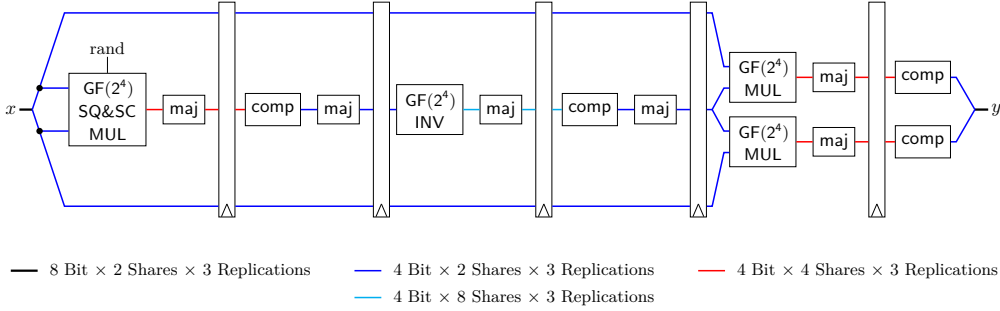 rand
x
GF(2⁴)
SQ&SC
MUL
maj
comp
maj
GF(2⁴)
INV
maj
comp
maj
GF(2⁴)
MUL
maj
comp
GF(2⁴)
MUL
maj
comp
y
8 Bit × 2 Shares × 3 Replications
4 Bit × 2 Shares × 3 Replications
4 Bit × 4 Shares × 3 Replications
4 Bit × 8 Shares × 3 Replications